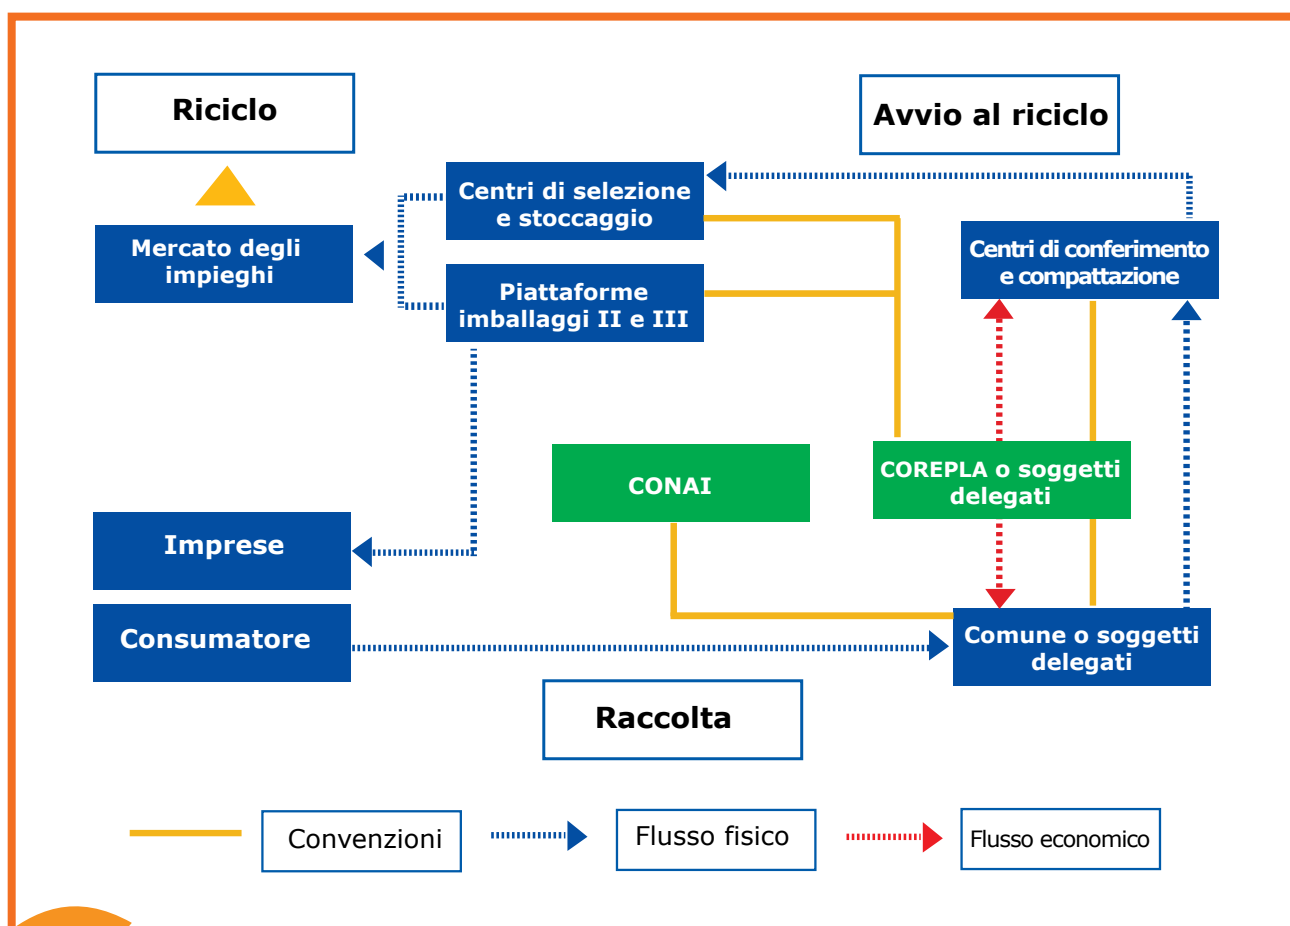 Riciclo
Avvio al riciclo
Centri di selezione
e stoccaggio
Mercato degli
impieghi
Centri di conferimento
e compattazione
Piattaforme
imballaggi II e III
CONAI
COREPLA o soggetti
delegati
Imprese
Consumatore
Comune o soggetti
delegati
Raccolta
Convenzioni
Flusso fisico
Flusso economico